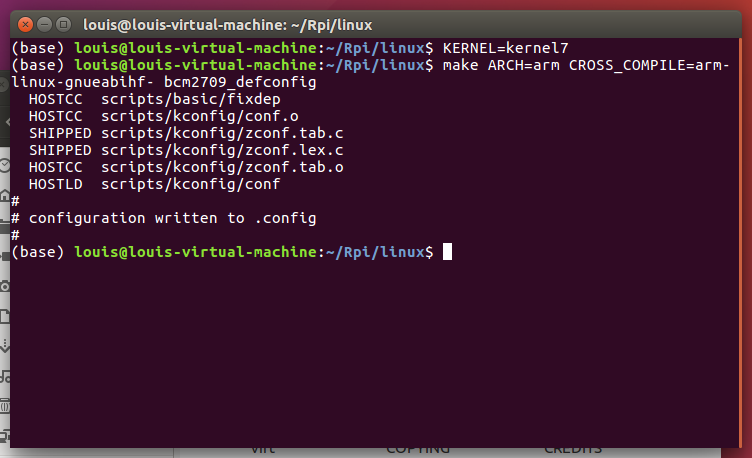 louis@louis-virtual-machine: ~/Rpi/linux
(base) louis@louis-virtual-machine:~/Rpi/linux$ KERNEL=kernel7
(base) louis@louis-virtual-machine:~/Rpi/linux$ make ARCH=arm CROSS_COMPILE=arm-
linux-gnueabihf- bcm2709_defconfig
  HOSTCC  scripts/basic/fixdep
  HOSTCC  scripts/kconfig/conf.o
  SHIPPED scripts/kconfig/zconf.tab.c
  SHIPPED scripts/kconfig/zconf.lex.c
  HOSTCC  scripts/kconfig/zconf.tab.o
  HOSTLD  scripts/kconfig/conf
#
# configuration written to .config
#
(base) louis@louis-virtual-machine:~/Rpi/linux$
virt COPYING CREDITS